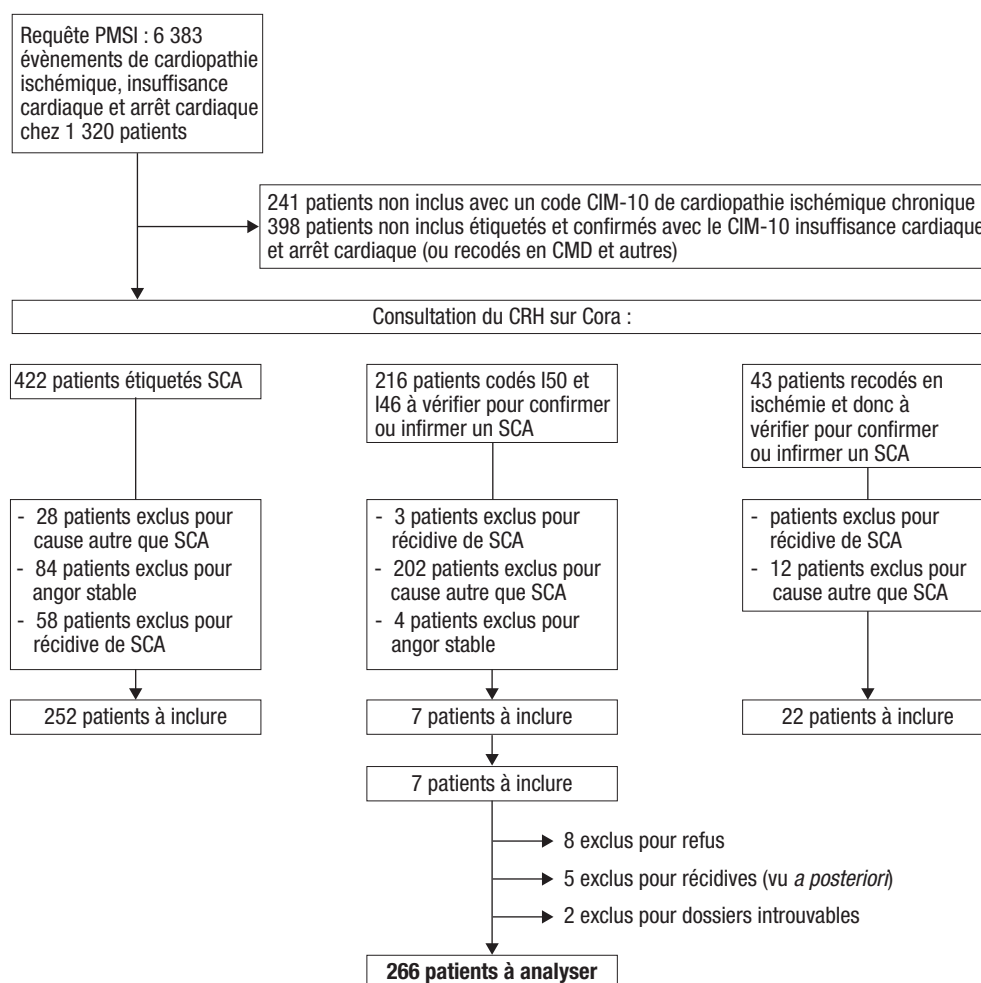 Requête PMSI : 6 383
évènements de cardiopathie
ischémique, insuffisance
cardiaque et arrêt cardiaque
chez 1 320 patients
241 patients non inclus avec un code CIM-10 de cardiopathie ischémique chronique
398 patients non inclus étiquetés et confirmés avec le CIM-10 insuffisance cardiaque
et arrêt cardiaque (ou recodés en CMD et autres)
Consultation du CRH sur Cora :
422 patients étiquetés SCA
- 28 patients exclus pour
cause autre que SCA
- 84 patients exclus pour
angor stable
- 58 patients exclus pour
récidive de SCA
252 patients à inclure
216 patients codés I50 et
I46 à vérifier pour confirmer
ou infirmer un SCA
- 3 patients exclus pour
récidive de SCA
- 202 patients exclus pour
cause autre que SCA
- 4 patients exclus pour
angor stable
7 patients à inclure
43 patients recodés en
ischémie et donc à
vérifier pour confirmer
ou infirmer un SCA
- patients exclus pour
récidive de SCA
- 12 patients exclus pour
cause autre que SCA
22 patients à inclure
7 patients à inclure
8 exclus pour refus
5 exclus pour récidives (vu a posteriori)
2 exclus pour dossiers introuvables
266 patients à analyser